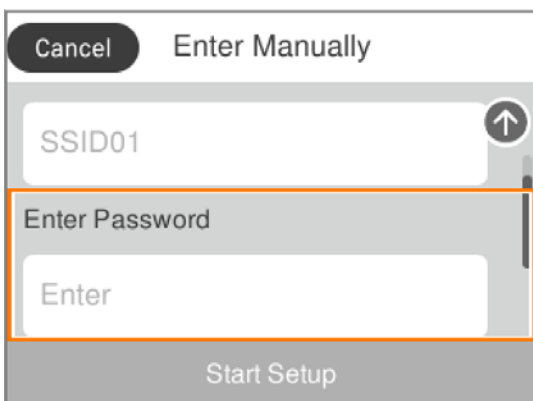 Cancel Enter Manually
SSID01
Enter Password
Enter
Start Setup